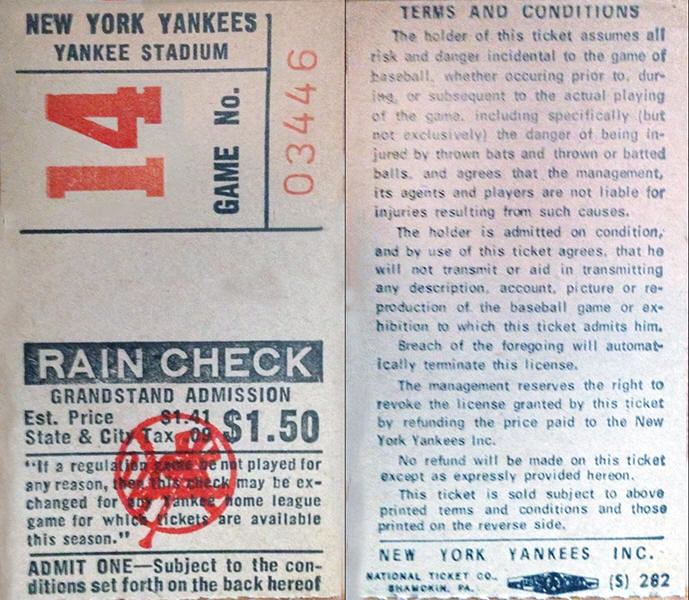 NEW YORK YANKEES
YANKEE STADIUM
14
GAME No.
03446
RAIN CHECK
GRANDSTAND ADMISSION
Est. Price $1.41
State & City Tax .09
$1.50
"If a regulation game be not played for
any reason, then this check may be ex-
changed for any Yankee home league
game for which tickets are available
this season."
ADMIT ONE—Subject to the con-
ditions set forth on the back hereof
TERMS AND CONDITIONS
The holder of this ticket assumes all
risk and danger incidental to the game of
baseball, whether occuring prior to, dur-
ing, or subsequent to the actual playing
of the game, including specifically (but
not exclusively) the danger of being in-
jured by thrown bats and thrown or batted
balls, and agrees that the management,
its agents and players are not liable for
injuries resulting from such causes.
The holder is admitted on condition,
and by use of this ticket agrees, that he
will not transmit or aid in transmitting
any description, account, picture or re-
production of the baseball game or ex-
hibition to which this ticket admits him.
Breach of the foregoing will automat-
ically terminate this license.
The management reserves the right to
revoke the license granted by this ticket
by refunding the price paid to the New
York Yankees Inc.
No refund will be made on this ticket
except as expressly provided hereon.
This ticket is sold subject to above
printed terms and conditions and those
printed on the reverse side.
NEW YORK YANKEES INC.
NATIONAL TICKET CO.,
SHAMOKIN, PA.
(S) 282